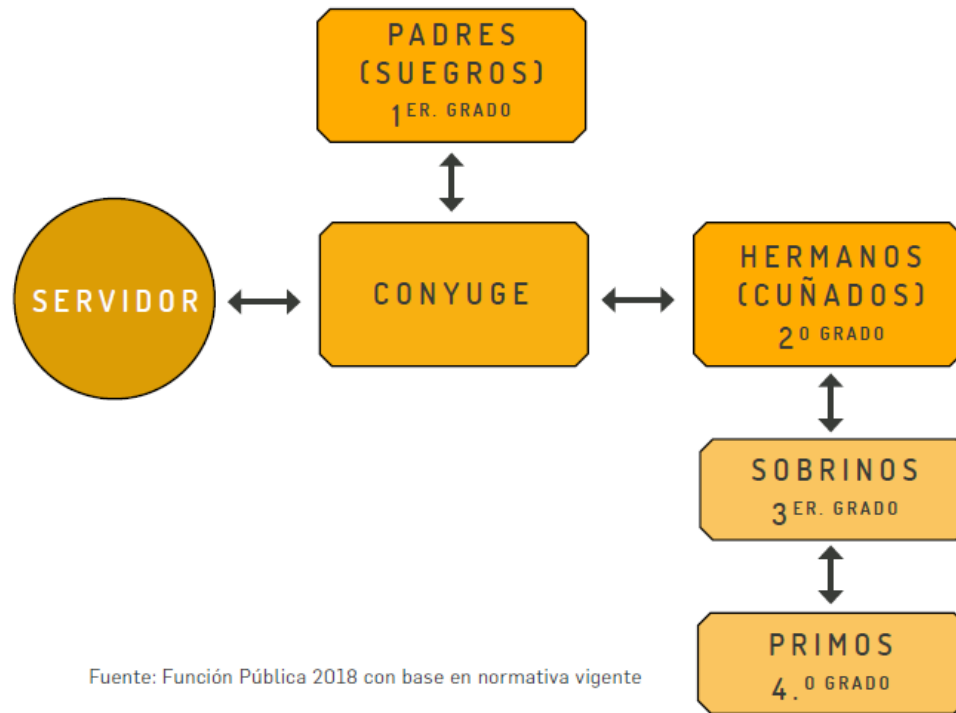 PADRES
(SUEGROS)
1ER. GRADO
SERVIDOR
CONYUGE
HERMANOS
(CUÑADOS)
2O GRADO
SOBRINOS
3ER. GRADO
PRIMOS
4.O GRADO
Fuente: Función Pública 2018 con base en normativa vigente